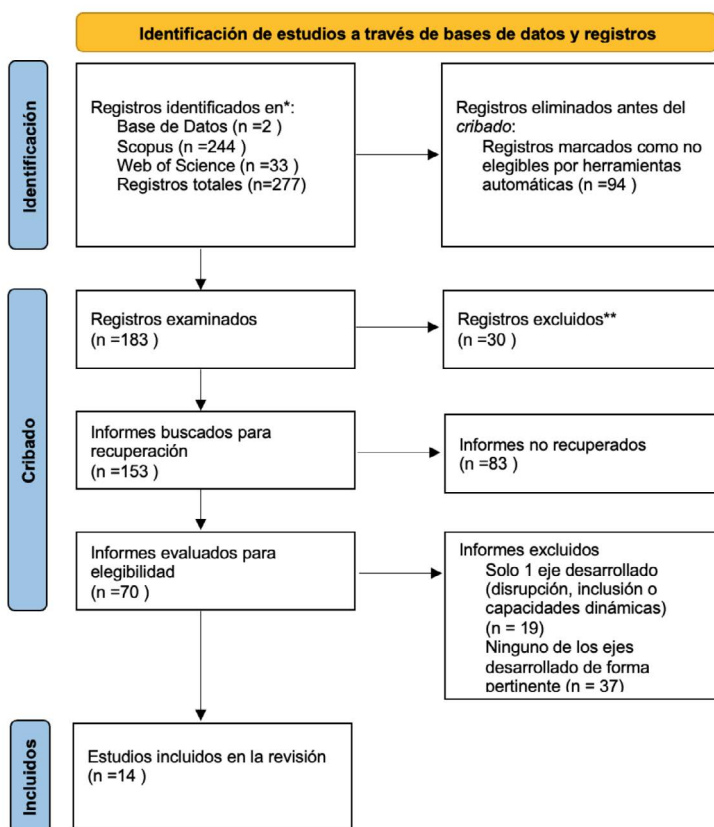 Identificación de estudios a través de bases de datos y registros
Identificación
Registros identificados en*:
Base de Datos (n =2 )
Scopus (n =244 )
Web of Science (n =33 )
Registros totales (n=277)
Registros eliminados antes del
cribado:
Registros marcados como no
elegibles por herramientas
automáticas (n =94 )
Cribado
Registros examinados
(n =183 )
Registros excluidos**
(n =30 )
Informes buscados para
recuperación
(n =153 )
Informes no recuperados
(n =83 )
Informes evaluados para
elegibilidad
(n =70 )
Informes excluidos
Solo 1 eje desarrollado
(disrupción, inclusión o
capacidades dinámicas)
(n = 19)
Ninguno de los ejes
desarrollado de forma
pertinente (n = 37)
Incluidos
Estudios incluidos en la revisión
(n =14 )